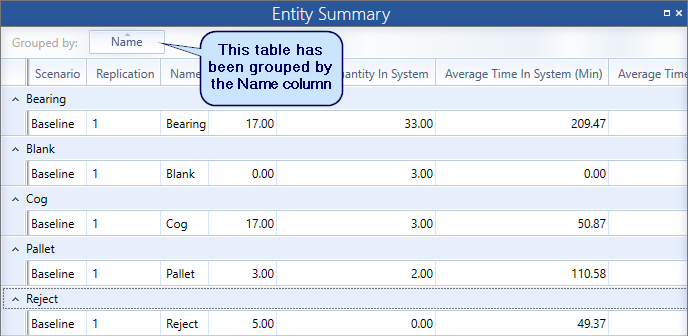 Entity Summary
Grouped by: Name
This table has
been grouped by
the Name column
Scenario Replication Name Quantity In System Average Time In System (Min) Average Time
Bearing
Baseline 1 Bearing 17.00 33.00 209.47
Blank
Baseline 1 Blank 0.00 3.00 0.00
Cog
Baseline 1 Cog 17.00 3.00 50.87
Pallet
Baseline 1 Pallet 3.00 2.00 110.58
Reject
Baseline 1 Reject 5.00 0.00 49.37